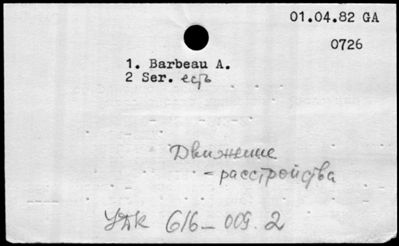 01.04.82 GA
0726
1. Barbeau A.
2 Ser. есть
Движение
- расстройства
УДК 616-009.2